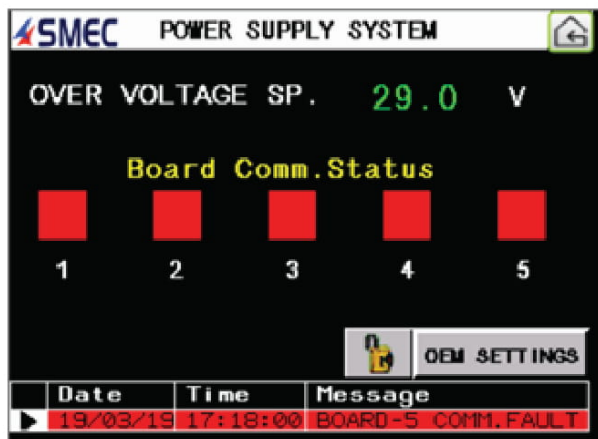 SMEC POWER SUPPLY SYSTEM
OVER VOLTAGE SP. 29.0 V
Board Comm.Status
1 2 3 4 5
OEM SETTINGS
Date Time Message
19/03/19 17:18:00 BOARD-5 COMM.FAULT